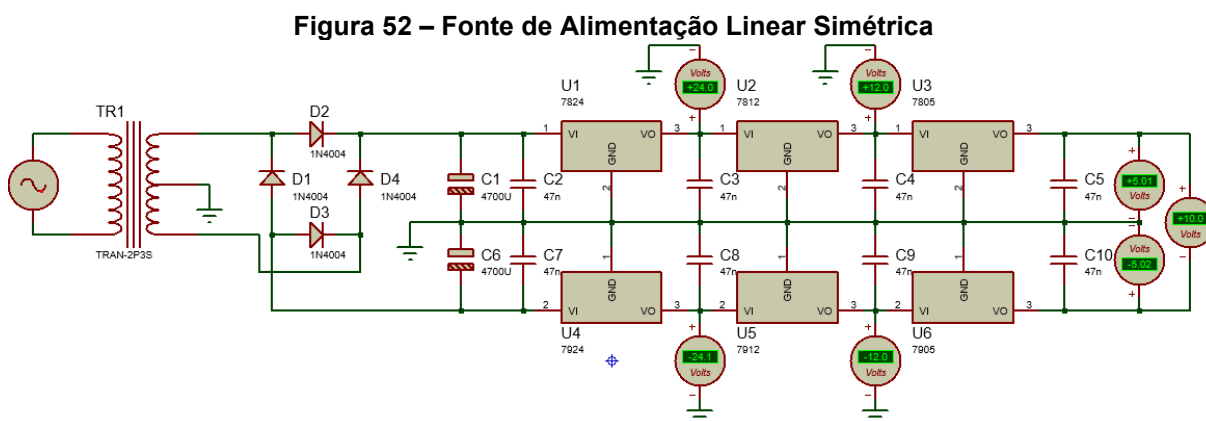 Figura 52 – Fonte de Alimentação Linear Simétrica
TR1
TRAN-2P3S
D2
1N4004
D1
1N4004
D4
1N4004
D3
1N4004
C1
4700U
C2
47n
U1
7824
1
VI
VO
3
GND
2
Volts
+24.0
C3
47n
U2
7812
1
VI
VO
3
GND
2
Volts
+12.0
C4
47n
U3
7805
1
VI
VO
3
GND
2
C5
47n
+5.01
Volts
+10.0
Volts
-5.02
Volts
C6
4700U
C7
47n
2
VI
VO
3
GND
1
U4
7924
C8
47n
-24.1
Volts
2
VI
VO
3
GND
1
U5
7912
C9
47n
-12.0
Volts
2
VI
VO
3
GND
1
U6
7905
C10
47n